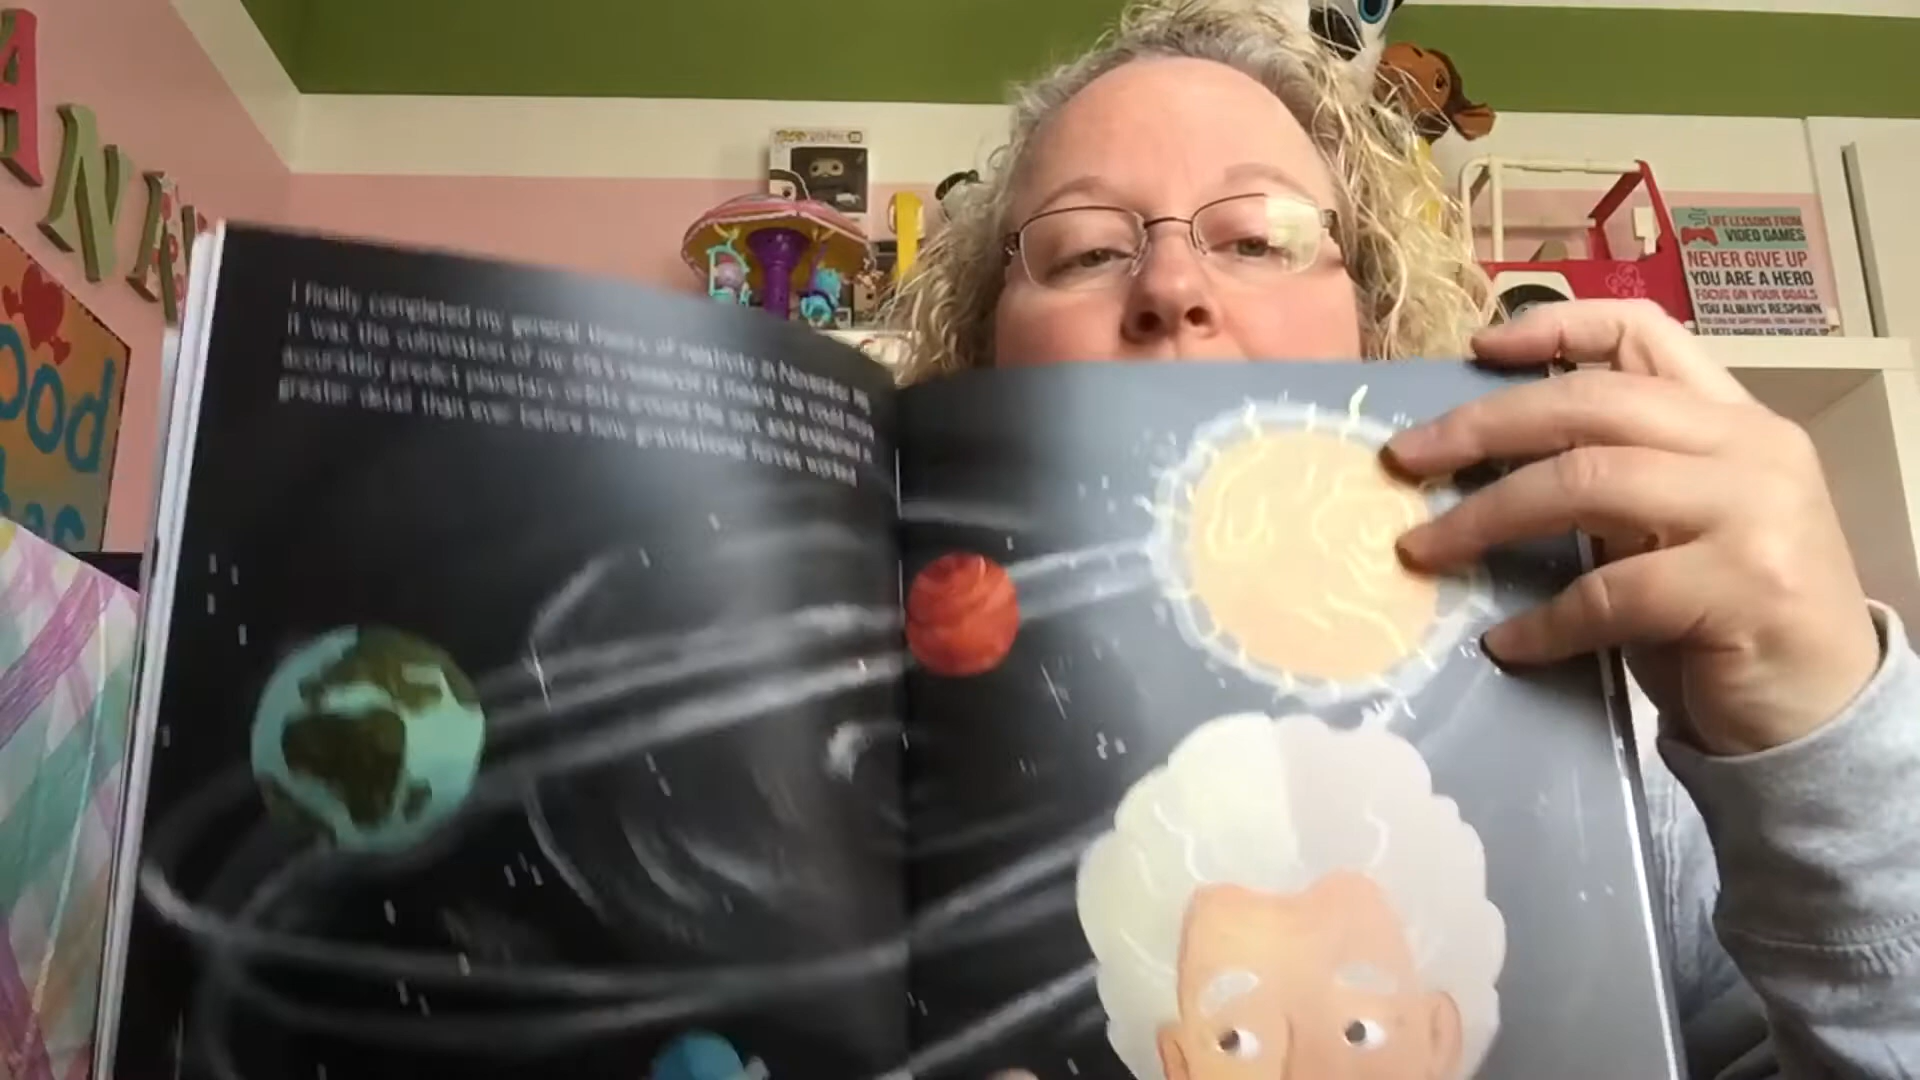 I finally completed my general theory of relativity in November
It was the culmination of my life's research. It meant we could more
accurately predict planetary orbits around the sun, and explained in
greater detail than ever before how gravitational forces worked
LIFE LESSONS FROM
VIDEO GAMES
NEVER GIVE UP
YOU ARE A HERO
FOCUS ON YOUR GOALS
YOU ALWAYS RESPAWN
ood